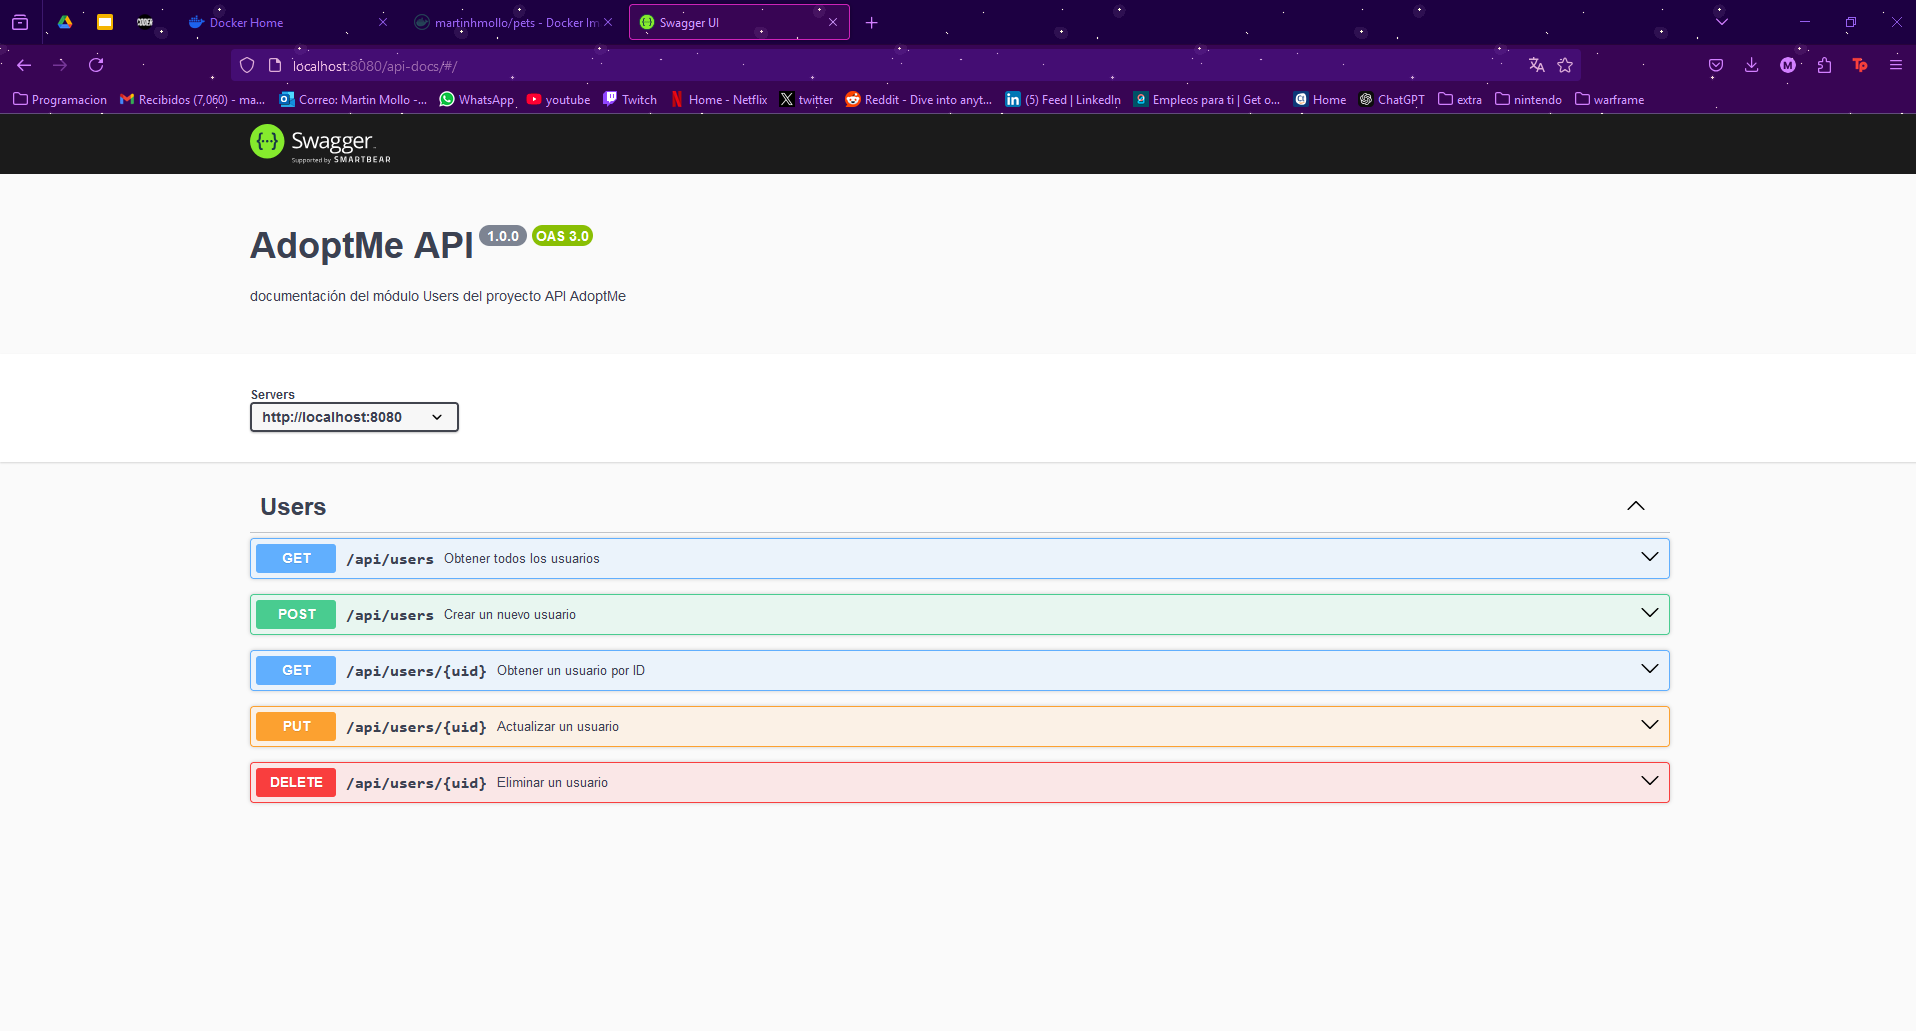 CODER
Docker Home
martinhmollo/pets - Docker Im
Swagger UI
localhost:8080/api-docs/#/
Programacion
Recibidos (7,060) - ma...
Correo: Martin Mollo -...
WhatsApp
youtube
Twitch
Home - Netflix
twitter
Reddit - Dive into anyt...
(5) Feed | LinkedIn
Empleos para ti | Get o...
Home
ChatGPT
extra
nintendo
warframe
Swagger
Supported by SMARTBEAR
AdoptMe API 1.0.0 OAS 3.0
documentación del módulo Users del proyecto API AdoptMe
Servers
http://localhost:8080
Users
GET /api/users Obtener todos los usuarios
POST /api/users Crear un nuevo usuario
GET /api/users/{uid} Obtener un usuario por ID
PUT /api/users/{uid} Actualizar un usuario
DELETE /api/users/{uid} Eliminar un usuario